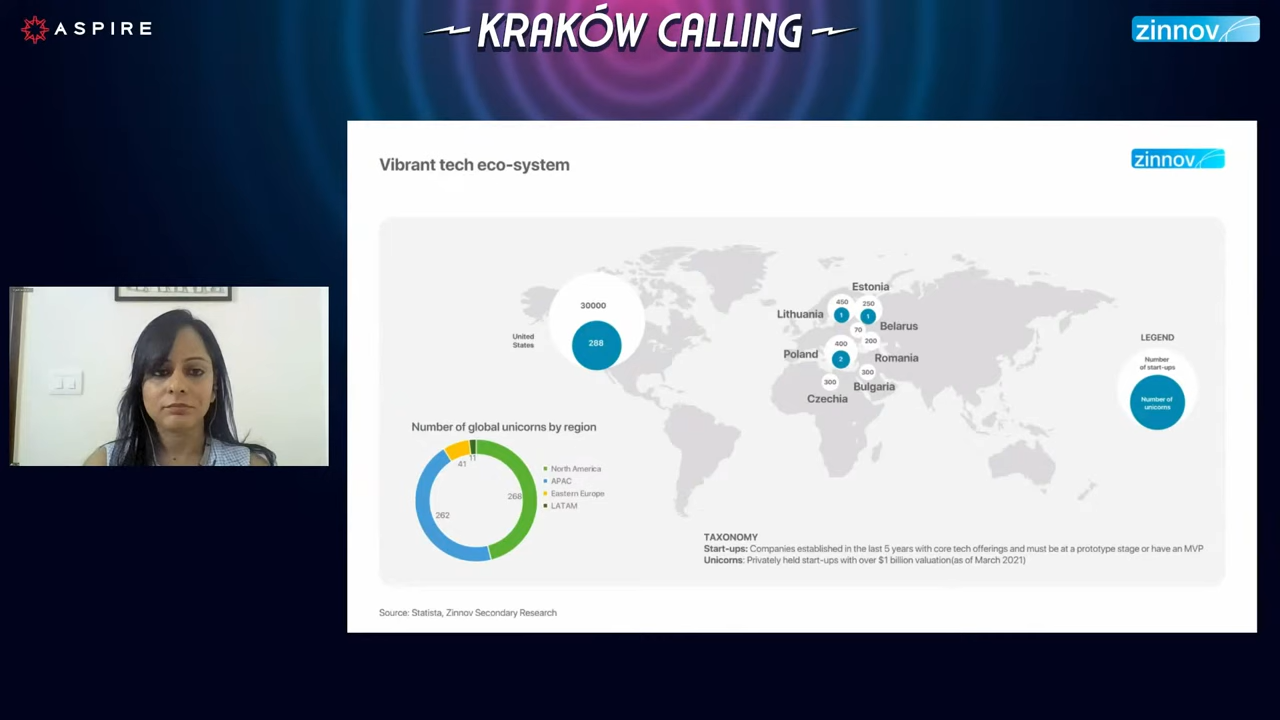 ASPIRE
KRAKÓW CALLING
zinnov
Vibrant tech eco-system
zinnov
30000
288
United
States
Estonia
450
250
Lithuania
1
1
Belarus
70
200
400
Poland
2
Romania
300
300
Bulgaria
Czechia
LEGEND
Number
of start-ups
Number of
unicorns
Number of global unicorns by region
41
11
268
262
North America
APAC
Eastern Europe
LATAM
TAXONOMY
Start-ups: Companies established in the last 5 years with core tech offerings and must be at a prototype stage or have an MVP
Unicorns: Privately held start-ups with over $1 billion valuation(as of March 2021)
Source: Statista, Zinnov Secondary Research